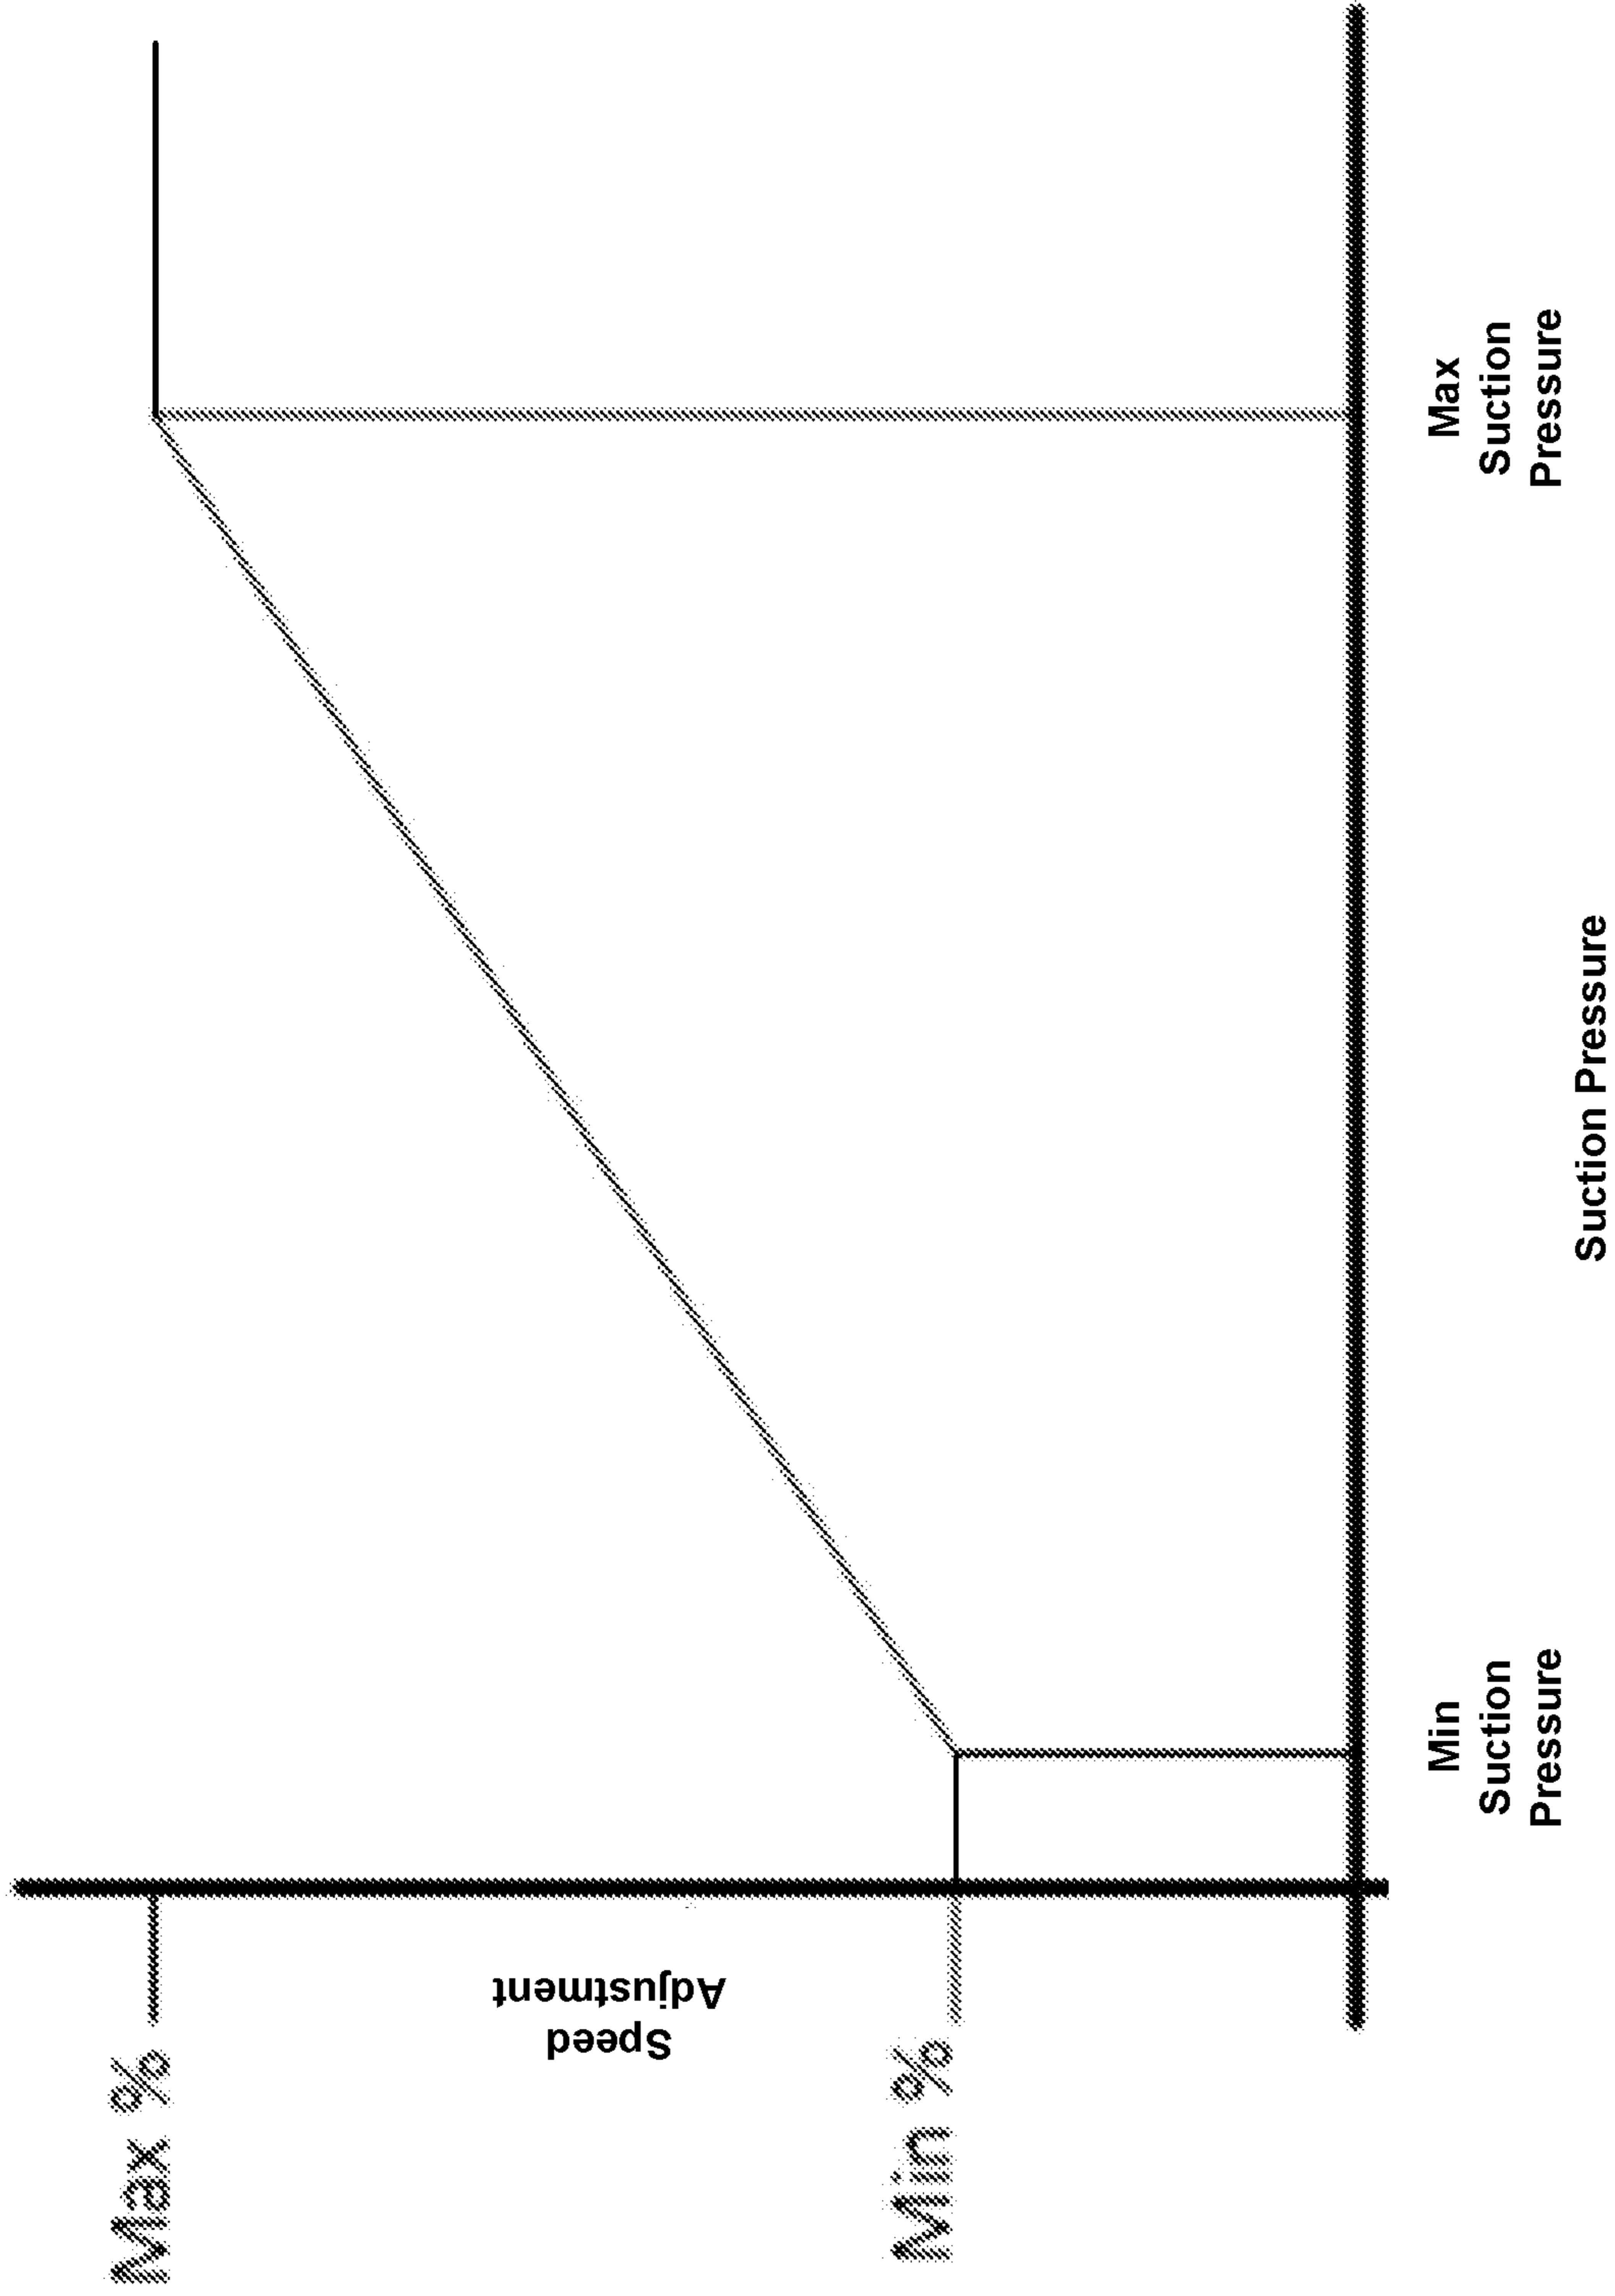 Max %
Speed
Adjustment
Min %
Min
Suction
Pressure
Max
Suction
Pressure
Suction Pressure